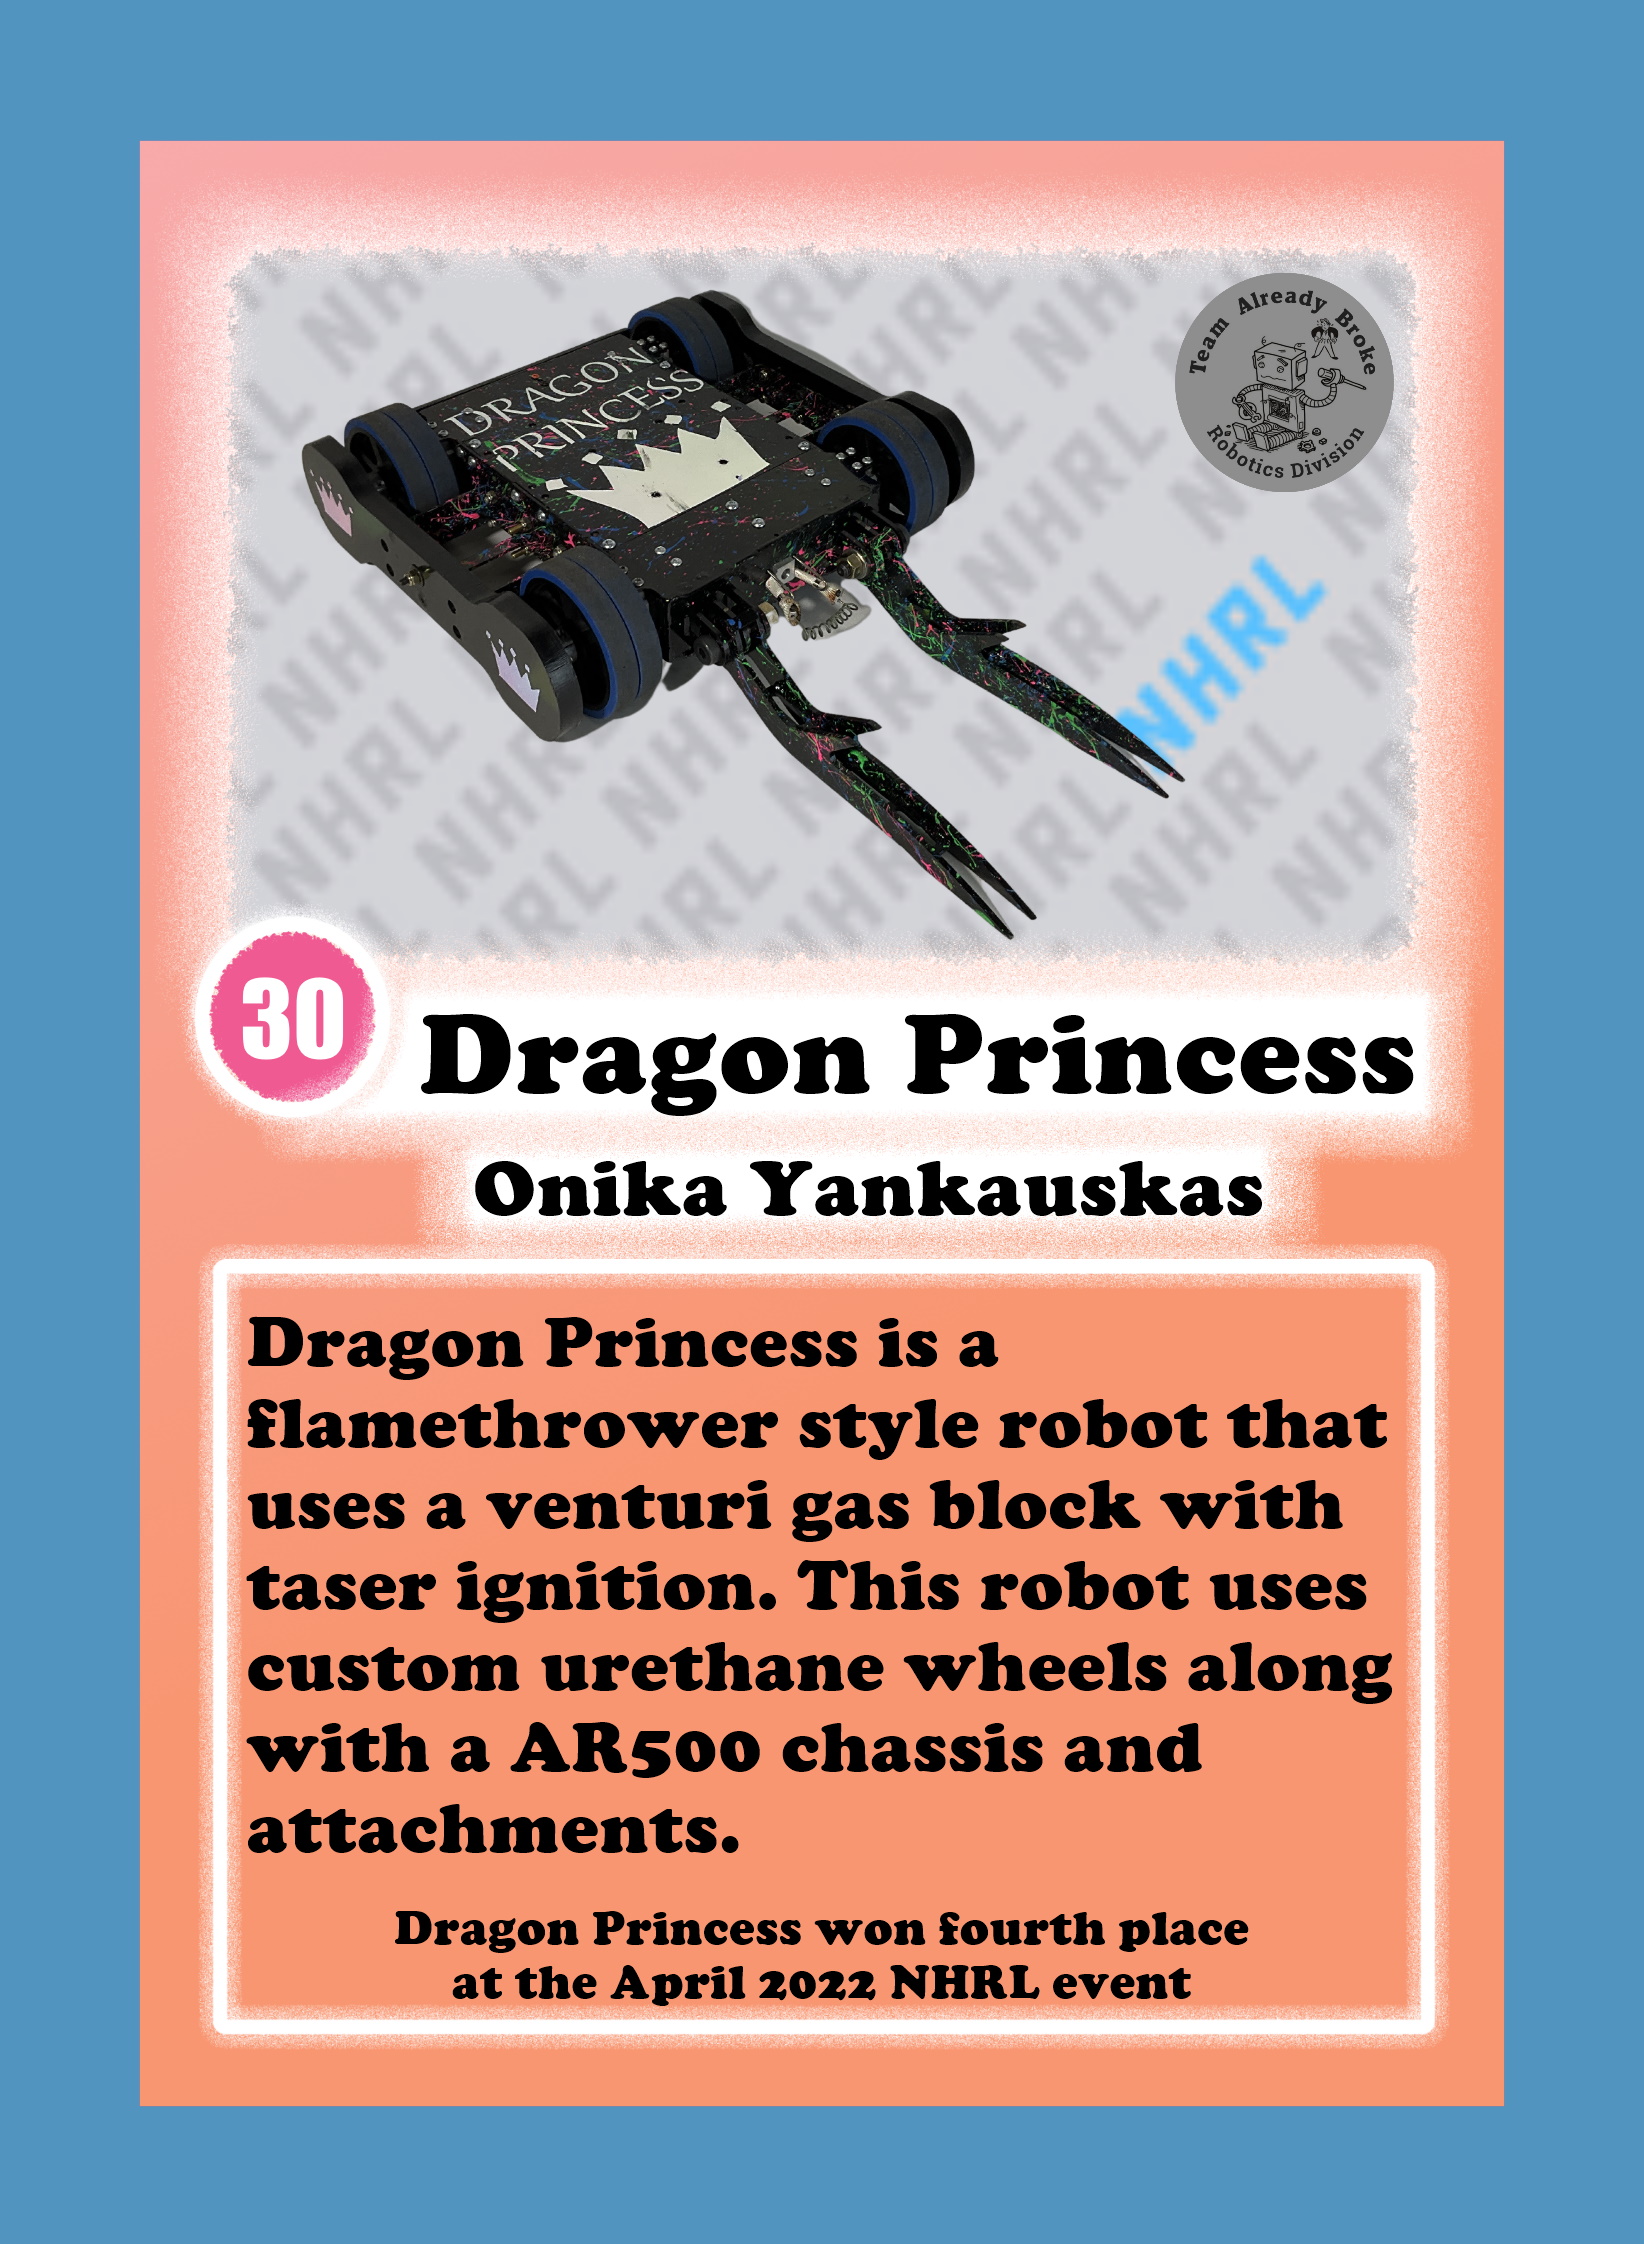 DRAGON
PRINCESS
Team Already Broke
Robotics Division
NHRL
30
Dragon Princess
Onika Yankauskas
Dragon Princess is a
flamethrower style robot that
uses a venturi gas block with
taser ignition. This robot uses
custom urethane wheels along
with a AR500 chassis and
attachments.
Dragon Princess won fourth place
at the April 2022 NHRL event